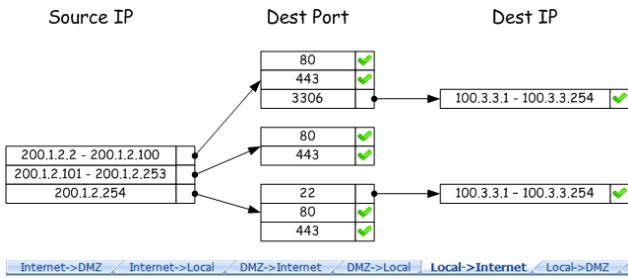 Source IP
Dest Port
Dest IP
80
443
3306
100.3.3.1 - 100.3.3.254
80
443
200.1.2.2 - 200.1.2.100
200.1.2.101 - 200.1.2.253
200.1.2.254
22
100.3.3.1 - 100.3.3.254
80
443
Internet->DMZ Internet->Local DMZ->Internet DMZ->Local Local->Internet Local->DMZ